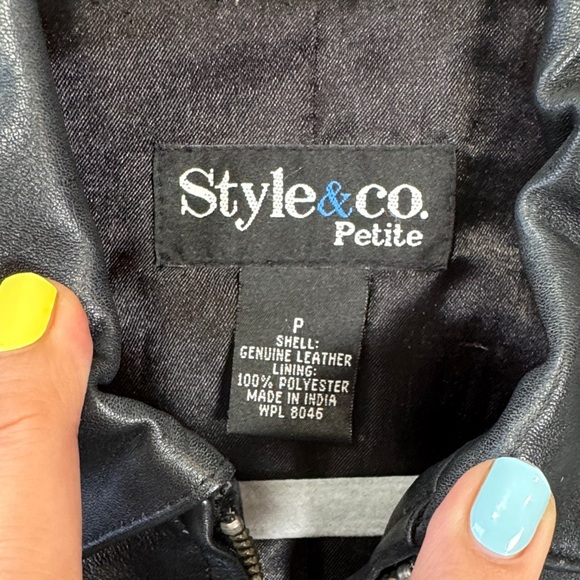 Style&co.
Petite
P
SHELL:
GENUINE LEATHER
LINING:
100% POLYESTER
MADE IN INDIA
WPL 8046